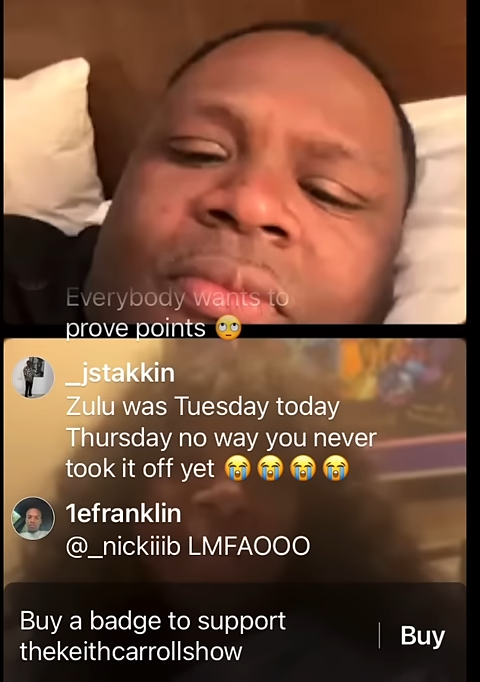 Everybody wants to
prove points 🙄
_jstakkin
Zulu was Tuesday today
Thursday no way you never
took it off yet 😭😭😭😭
1efranklin
@_nickiiib LMFAOOO
Buy a badge to support
thekeithcarrollshow
Buy